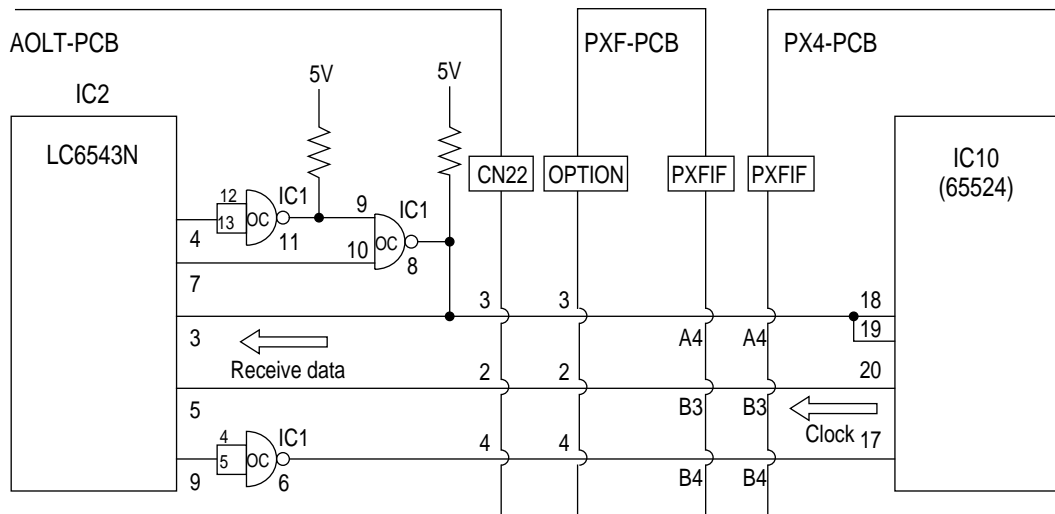 AOLT-PCB PXF-PCB PX4-PCB
5V 5V
IC2
LC6543N IC10
(65524)
CN22 OPTION PXFIF PXFIF
12 IC1 9 IC1
13 OC
4 11 10 OC 8
7
3 3 18
3 A4 A4 19
Receive data 2 2 20
5 B3 B3
Clock 17
4 IC1 4 4
5 OC
9 6 B4 B4